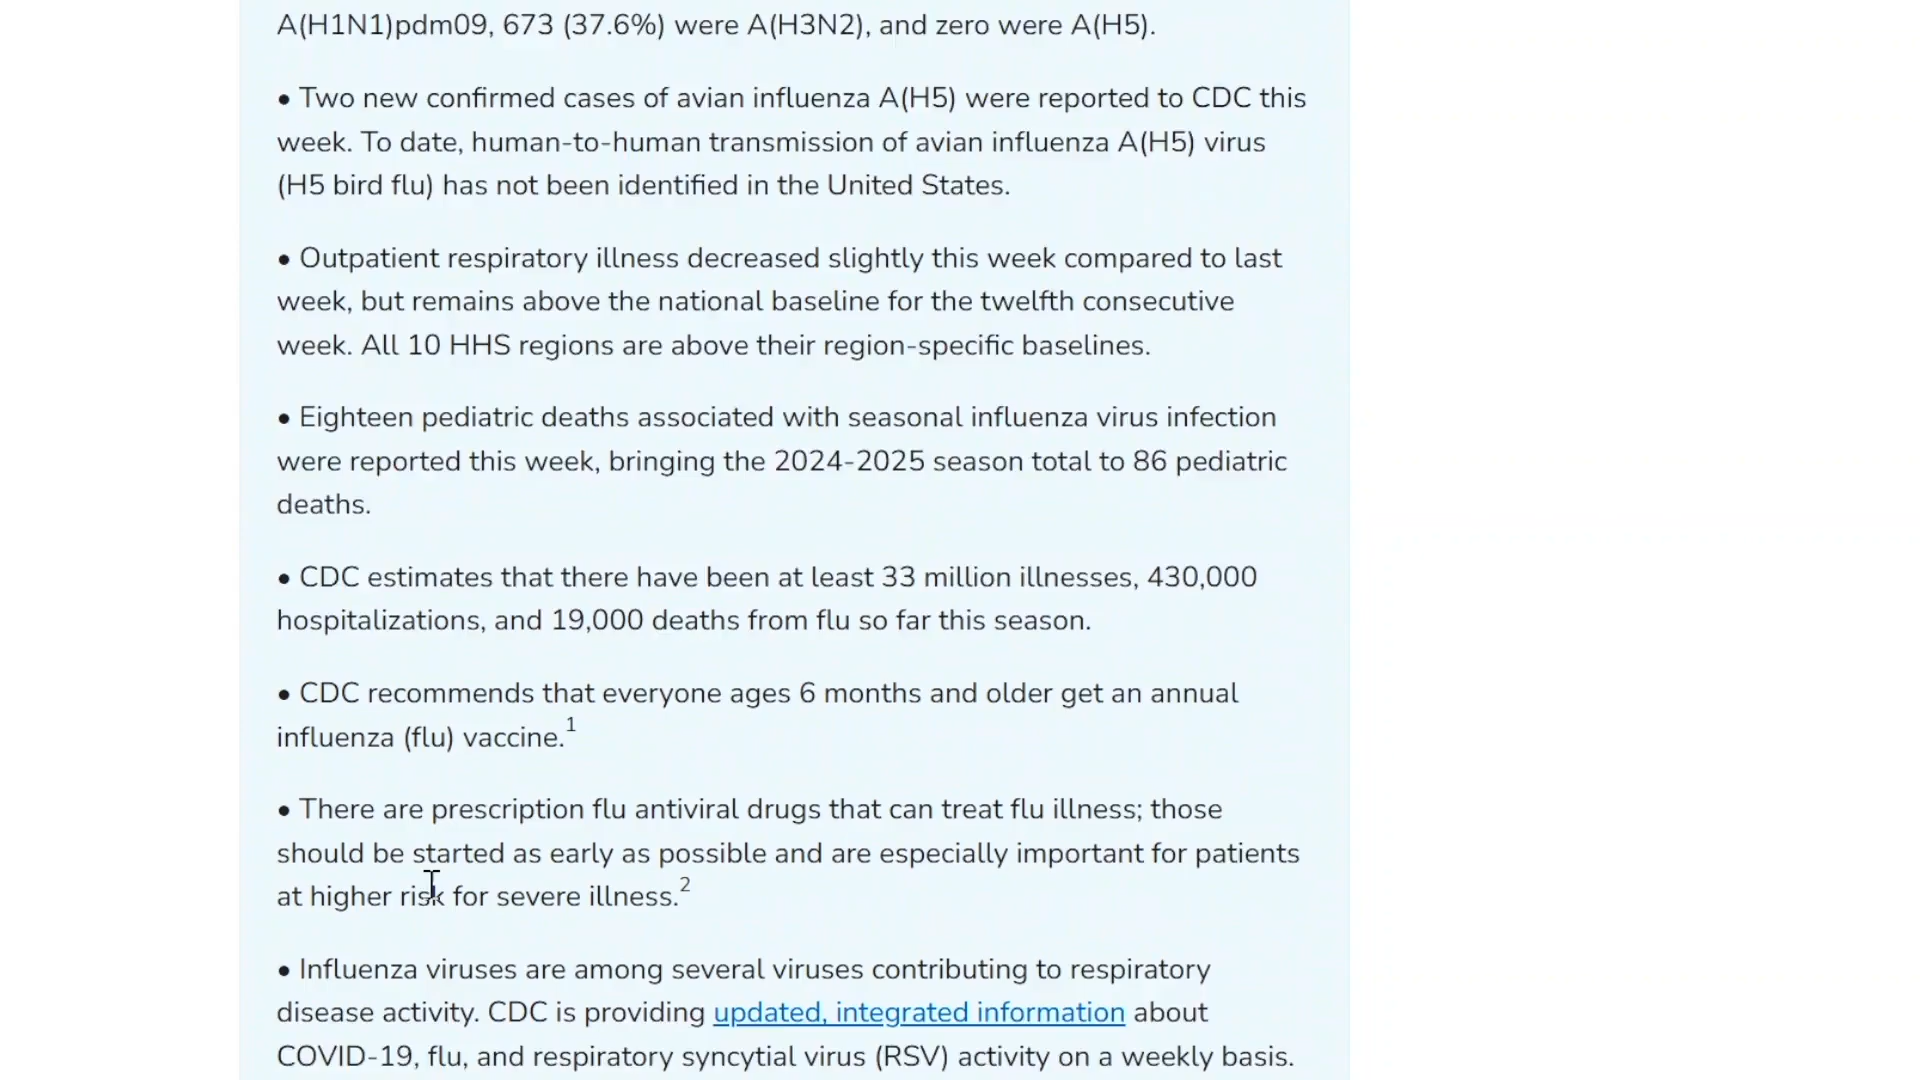 A(H1N1)pdm09, 673 (37.6%) were A(H3N2), and zero were A(H5).
• Two new confirmed cases of avian influenza A(H5) were reported to CDC this
week. To date, human-to-human transmission of avian influenza A(H5) virus
(H5 bird flu) has not been identified in the United States.
• Outpatient respiratory illness decreased slightly this week compared to last
week, but remains above the national baseline for the twelfth consecutive
week. All 10 HHS regions are above their region-specific baselines.
• Eighteen pediatric deaths associated with seasonal influenza virus infection
were reported this week, bringing the 2024-2025 season total to 86 pediatric
deaths.
• CDC estimates that there have been at least 33 million illnesses, 430,000
hospitalizations, and 19,000 deaths from flu so far this season.
• CDC recommends that everyone ages 6 months and older get an annual
influenza (flu) vaccine.1
• There are prescription flu antiviral drugs that can treat flu illness; those
should be started as early as possible and are especially important for patients
at higher risk for severe illness.2
• Influenza viruses are among several viruses contributing to respiratory
disease activity. CDC is providing updated, integrated information about
COVID-19, flu, and respiratory syncytial virus (RSV) activity on a weekly basis.